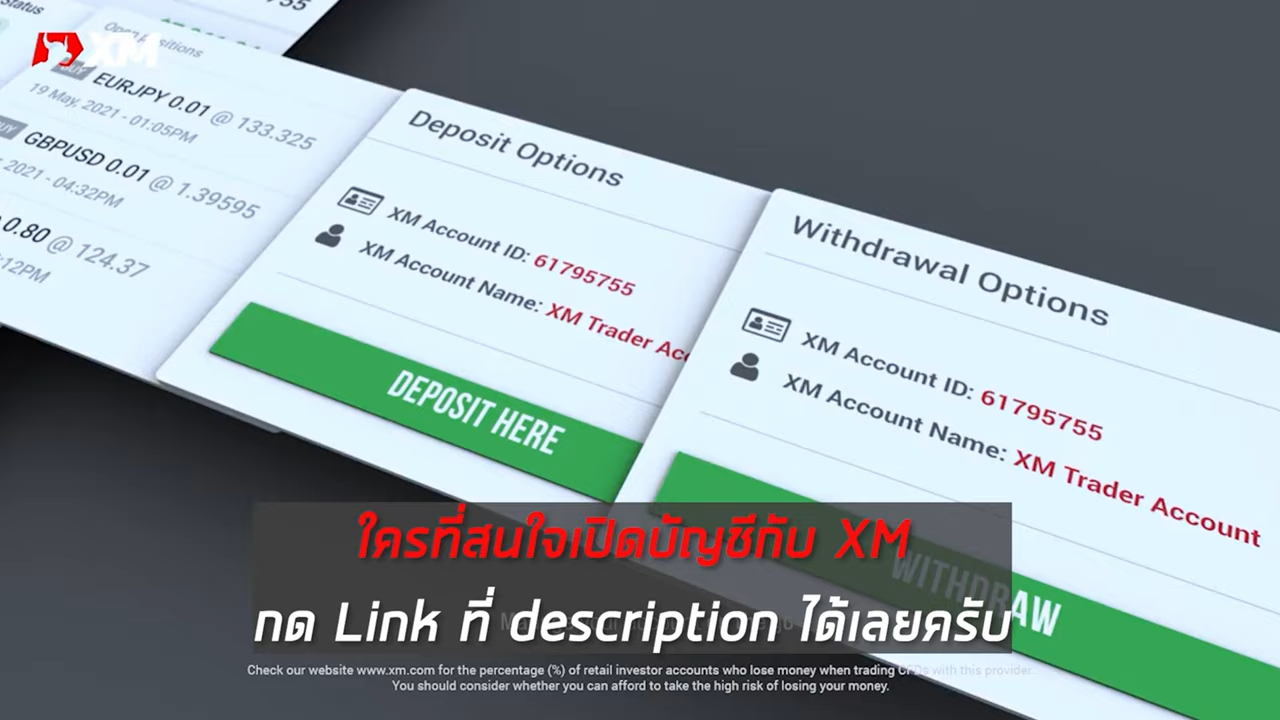 Status
XM
Open Positions
BUY EURJPY 0.01 @ 133.325
19 May, 2021 - 01:05PM
BUY GBPUSD 0.01 @ 1.39595
2021 - 04:32PM
0.80 @ 124.37
12PM
Deposit Options
XM Account ID: 61795755
XM Account Name: XM Trader
DEPOSIT HERE
Withdrawal Options
XM Account ID: 61795755
XM Account Name: XM Trader Account
WITHDRAW
ใครที่สนใจเปิดบัญชีกับ XM
กด Link ที่ description ได้เลยครับ
Check our website www.xm.com for the percentage (%) of retail investor accounts who lose money when trading CFDs with this provider.
You should consider whether you can afford to take the high risk of losing your money.